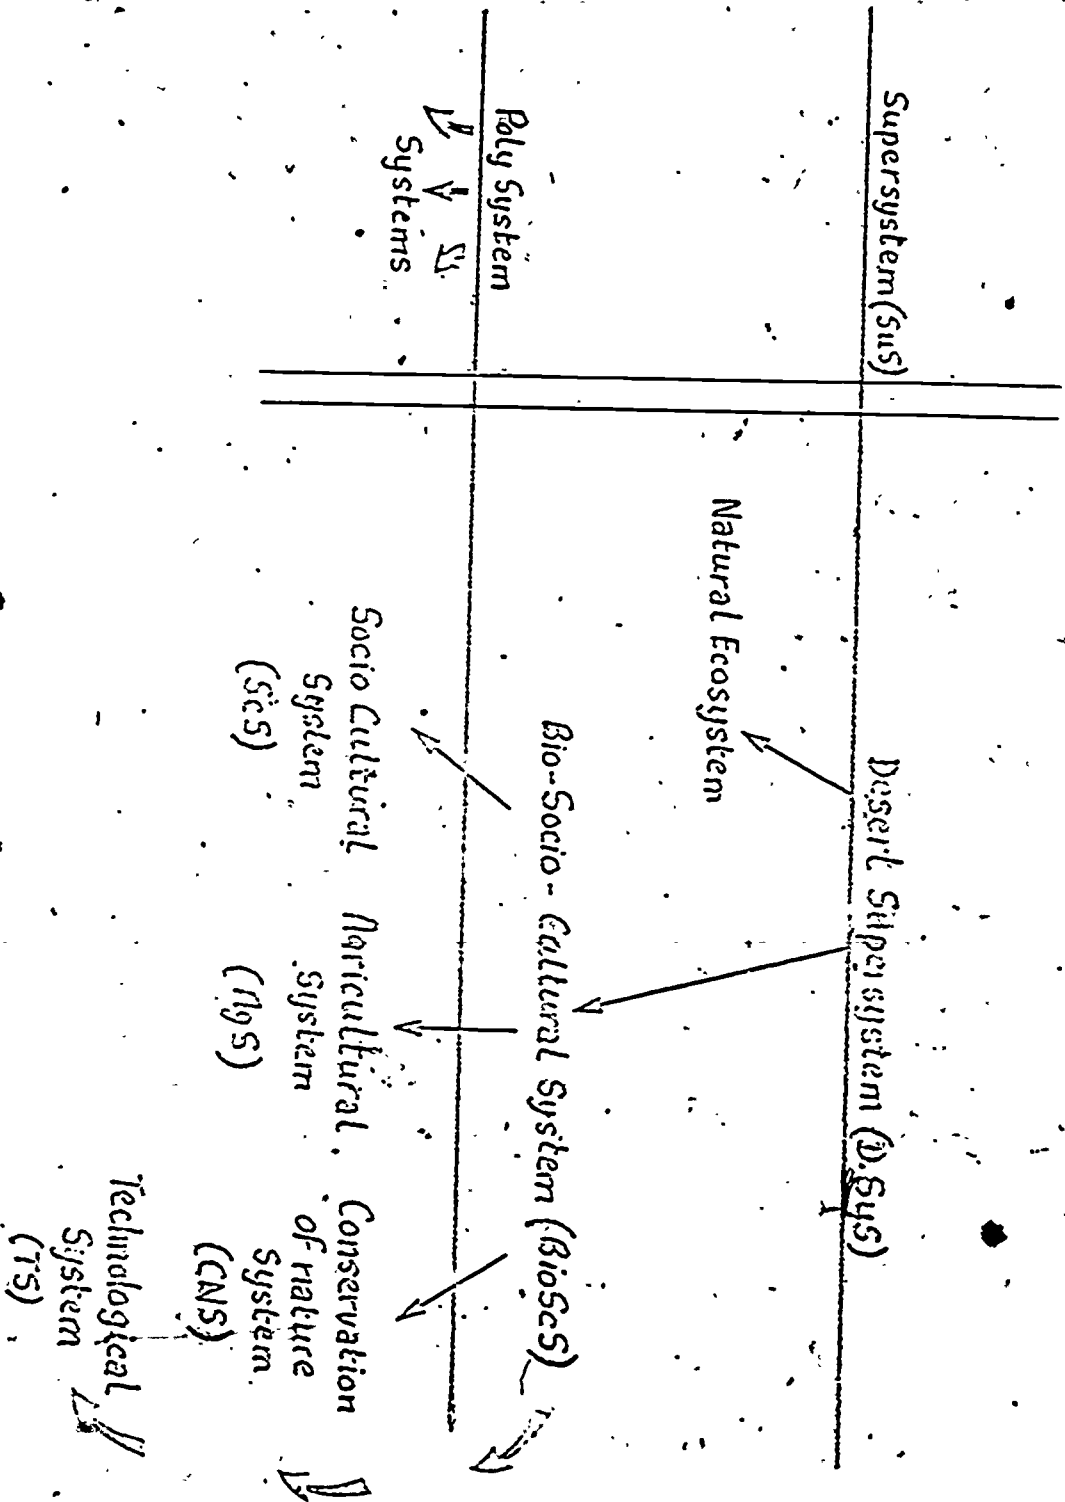 Supersystem (SuS)
Desert Supersystem (D.SuS)
Natural Ecosystem
Poly System
Bio-Socio-Cultural System (BioScS)
Systems
Socio Cultural
System
(ScS)
Agricultural
System
(AgS)
Conservation
of nature
System
(CNS)
Technological
System
(TS)